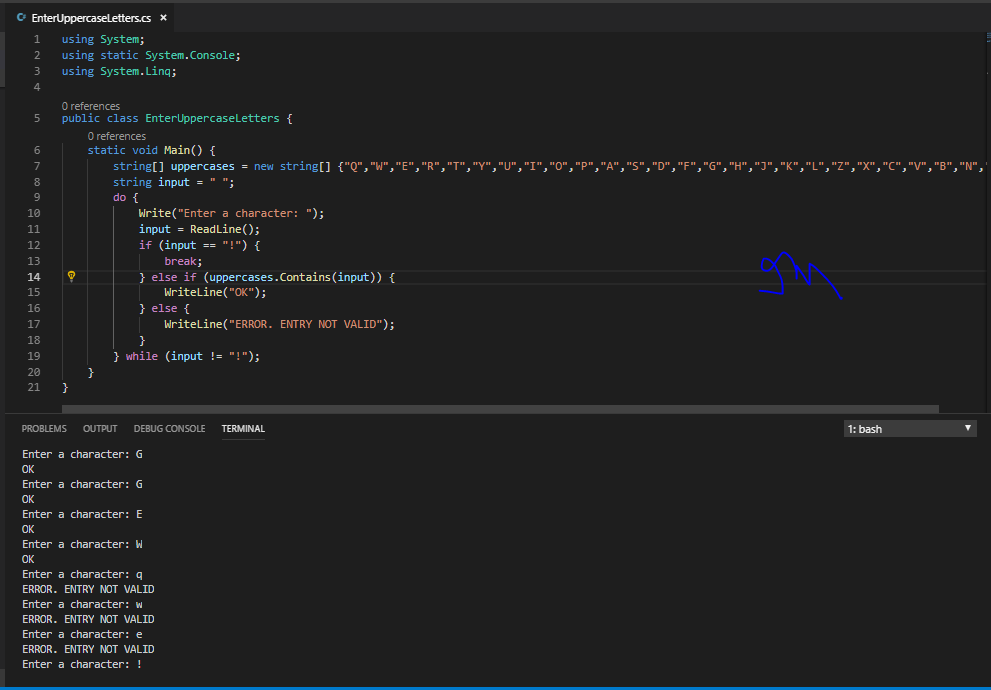 EnterUppercaseLetters.cs ×
1 using System;
2 using static System.Console;
3 using System.Linq;
4
0 references
5 public class EnterUppercaseLetters {
0 references
6 static void Main() {
7 string[] uppercases = new string[] {"Q","W","E","R","T","Y","U","I","O","P","A","S","D","F","G","H","J","K","L","Z","X","C","V","B","N","
8 string input = " ";
9 do {
10 Write("Enter a character: ");
11 input = ReadLine();
12 if (input == "!") {
13 break;
14 } else if (uppercases.Contains(input)) {
15 WriteLine("OK");
16 } else {
17 WriteLine("ERROR. ENTRY NOT VALID");
18 }
19 } while (input != "!");
20 }
21 }
PROBLEMS OUTPUT DEBUG CONSOLE TERMINAL 1: bash
Enter a character: G
OK
Enter a character: G
OK
Enter a character: E
OK
Enter a character: W
OK
Enter a character: q
ERROR. ENTRY NOT VALID
Enter a character: w
ERROR. ENTRY NOT VALID
Enter a character: e
ERROR. ENTRY NOT VALID
Enter a character: !